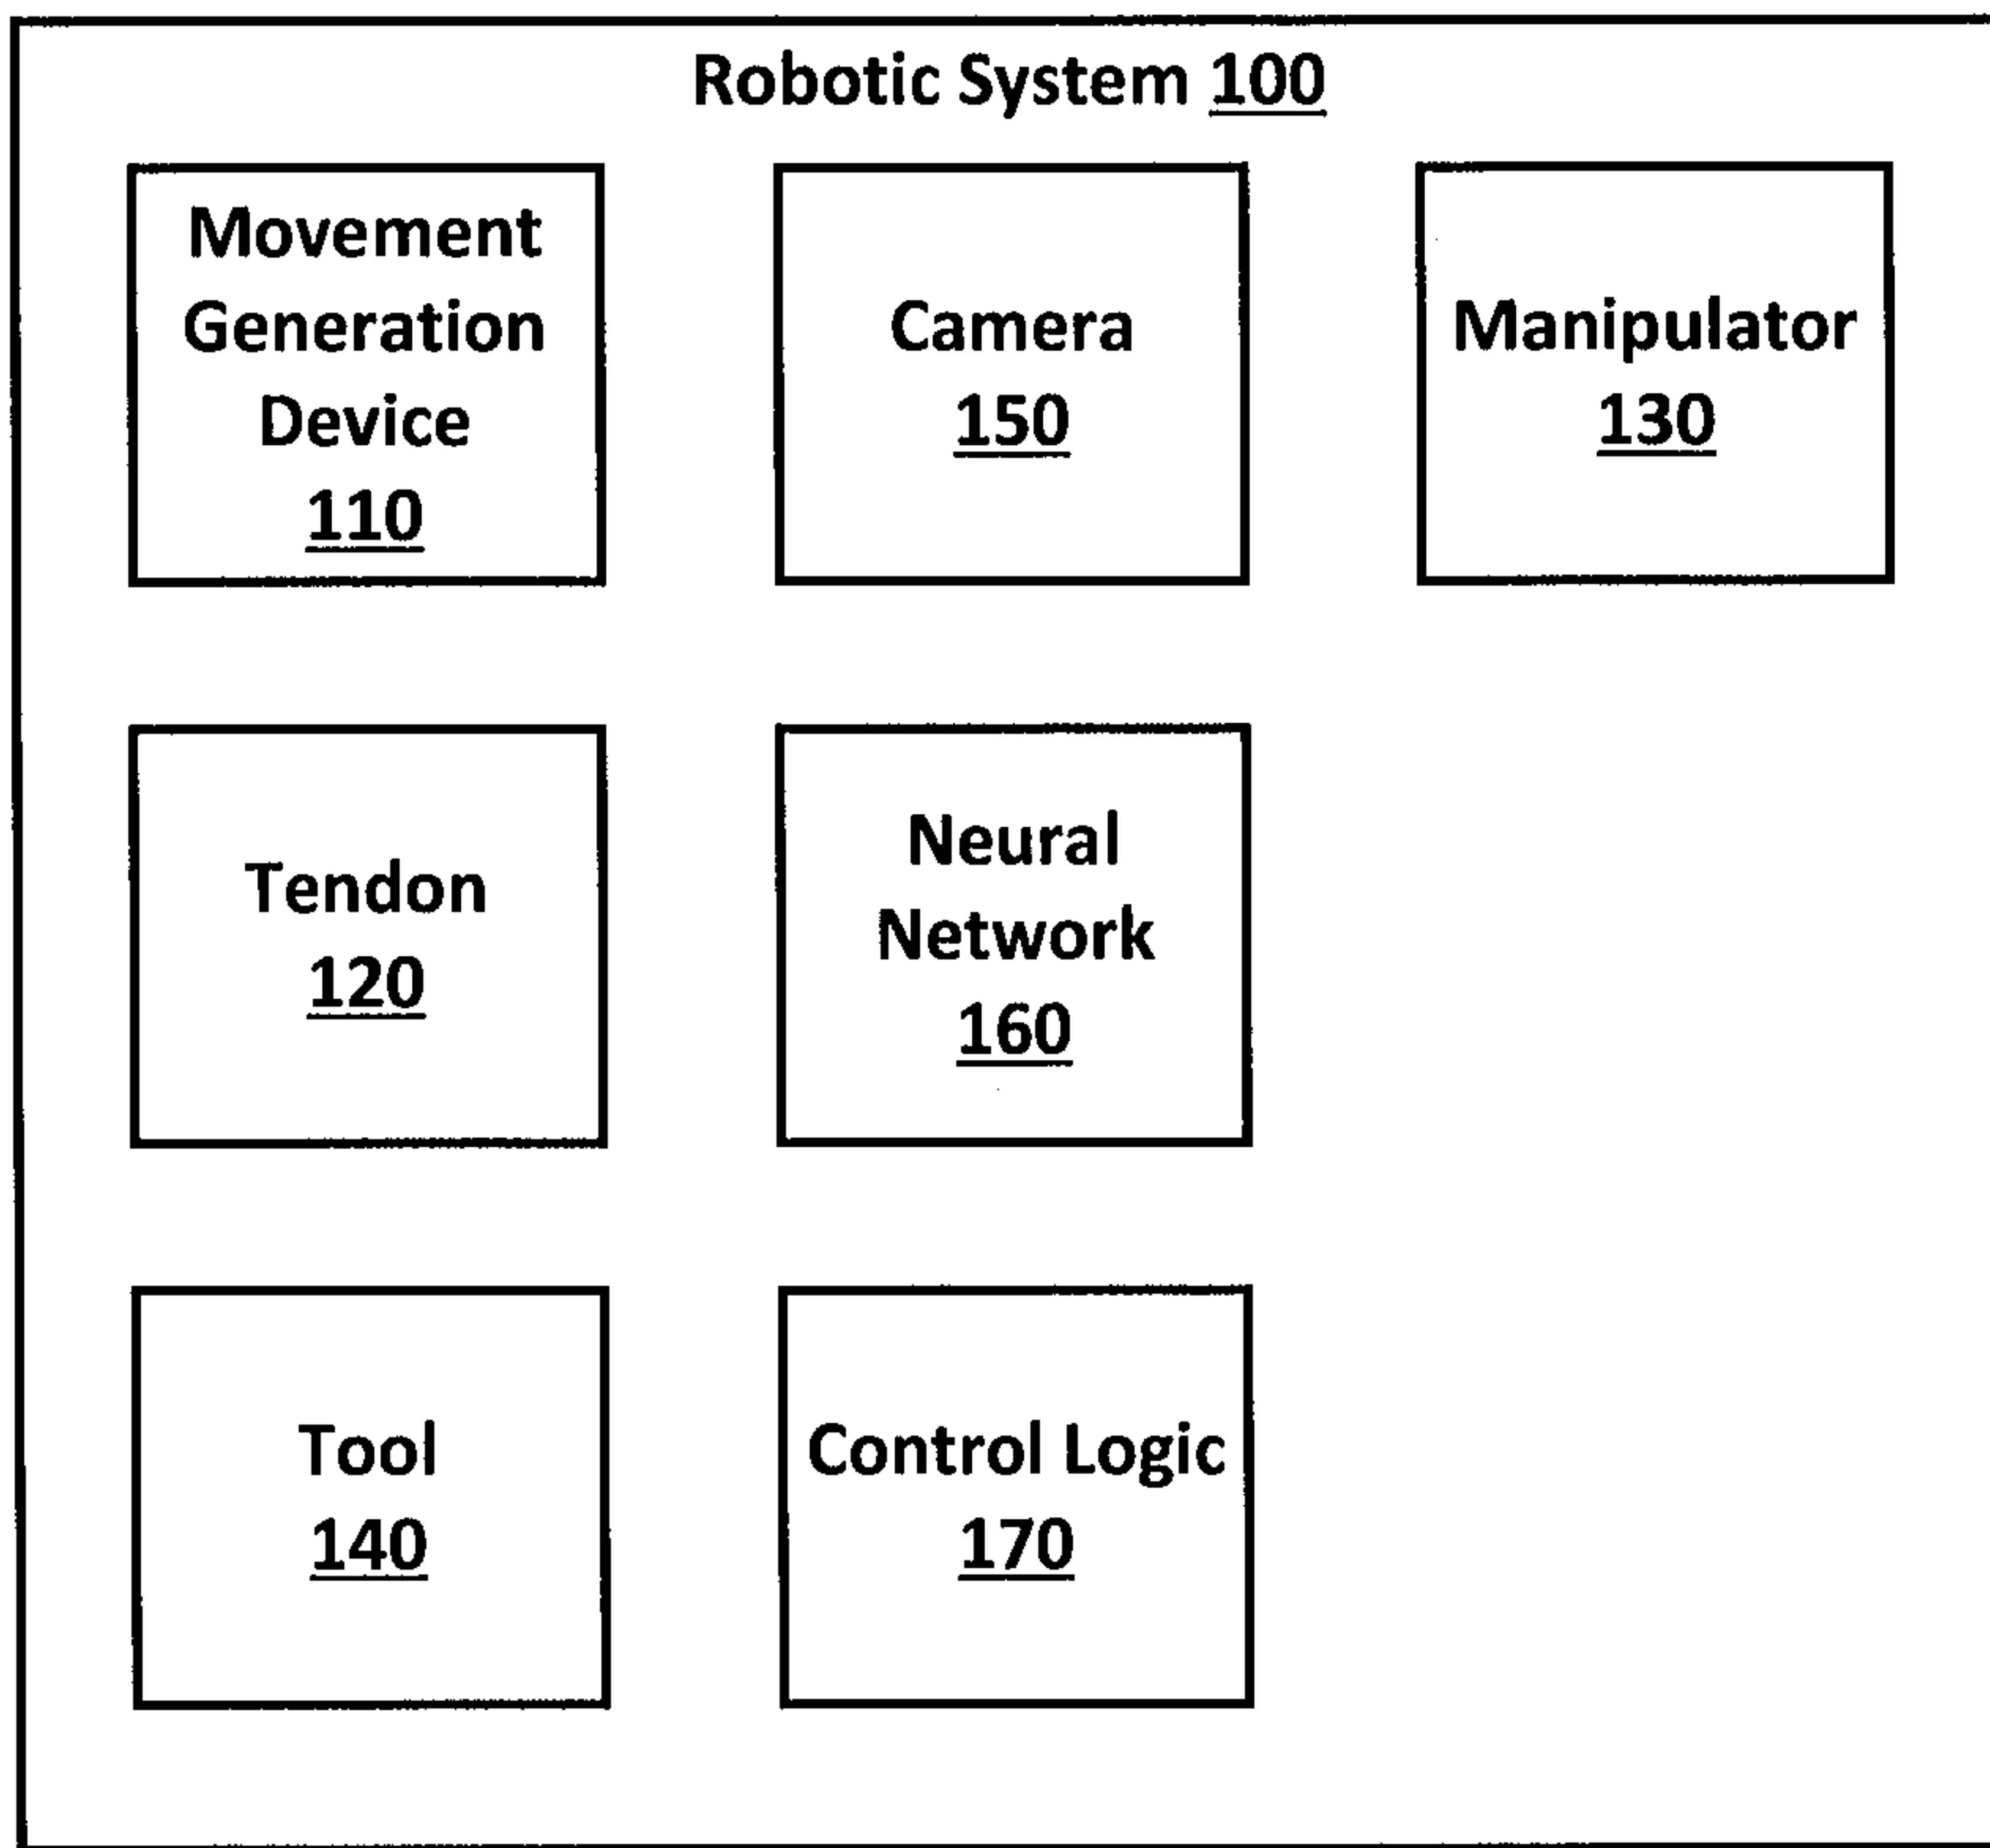 Robotic System 100
Movement
Generation
Device
110
Camera
150
Manipulator
130
Tendon
120
Neural
Network
160
Tool
140
Control Logic
170